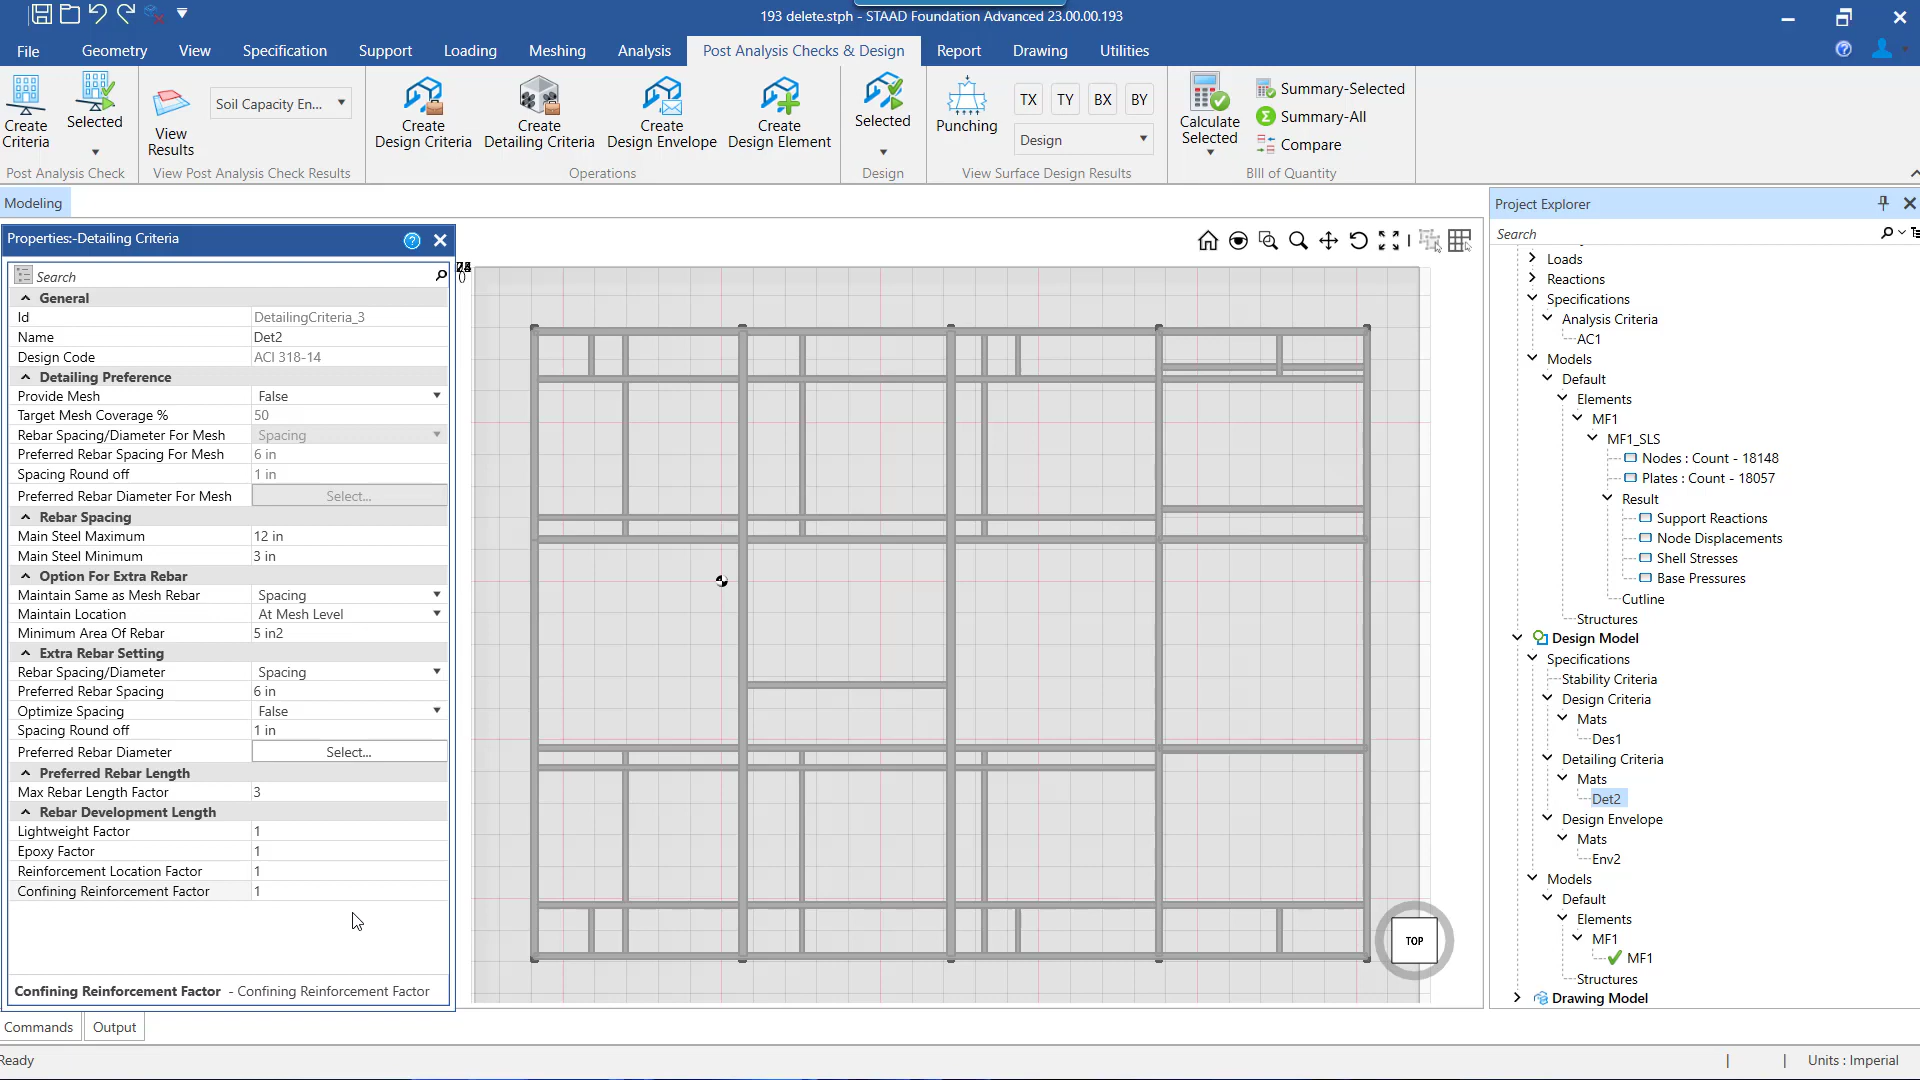 193 delete.stph - STAAD Foundation Advanced 23.00.00.193
File Geometry View Specification Support Loading Meshing Analysis Post Analysis Checks & Design Report Drawing Utilities
Create Criteria
Selected
View Results
Soil Capacity En...
Create Design Criteria
Create Detailing Criteria
Create Design Envelope
Create Design Element
Selected
Punching
TX TY BX BY
Design
Calculate Selected
Summary-Selected
Summary-All
Compare
Post Analysis Check
View Post Analysis Check Results
Operations
Design
View Surface Design Results
Bill of Quantity
Modeling
Properties:-Detailing Criteria
Search
General
Id DetailingCriteria_3
Name Det2
Design Code ACI 318-14
Detailing Preference
Provide Mesh False
Target Mesh Coverage % 50
Rebar Spacing/Diameter For Mesh Spacing
Preferred Rebar Spacing For Mesh 6 in
Spacing Round off 1 in
Preferred Rebar Diameter For Mesh Select...
Rebar Spacing
Main Steel Maximum 12 in
Main Steel Minimum 3 in
Option For Extra Rebar
Maintain Same as Mesh Rebar Spacing
Maintain Location At Mesh Level
Minimum Area Of Rebar 5 in2
Extra Rebar Setting
Rebar Spacing/Diameter Spacing
Preferred Rebar Spacing 6 in
Optimize Spacing False
Spacing Round off 1 in
Preferred Rebar Diameter Select...
Preferred Rebar Length
Max Rebar Length Factor 3
Rebar Development Length
Lightweight Factor 1
Epoxy Factor 1
Reinforcement Location Factor 1
Confining Reinforcement Factor 1
Confining Reinforcement Factor - Confining Reinforcement Factor
Commands Output
Ready
TOP
Project Explorer
Search
Loads
Reactions
Specifications
Analysis Criteria
AC1
Models
Default
Elements
MF1
MF1_SLS
Nodes : Count - 18148
Plates : Count - 18057
Result
Support Reactions
Node Displacements
Shell Stresses
Base Pressures
Cutline
Structures
Design Model
Specifications
Stability Criteria
Design Criteria
Mats
Des1
Detailing Criteria
Mats
Det2
Design Envelope
Mats
Env2
Models
Default
Elements
MF1
MF1
Structures
Drawing Model
Units : Imperial